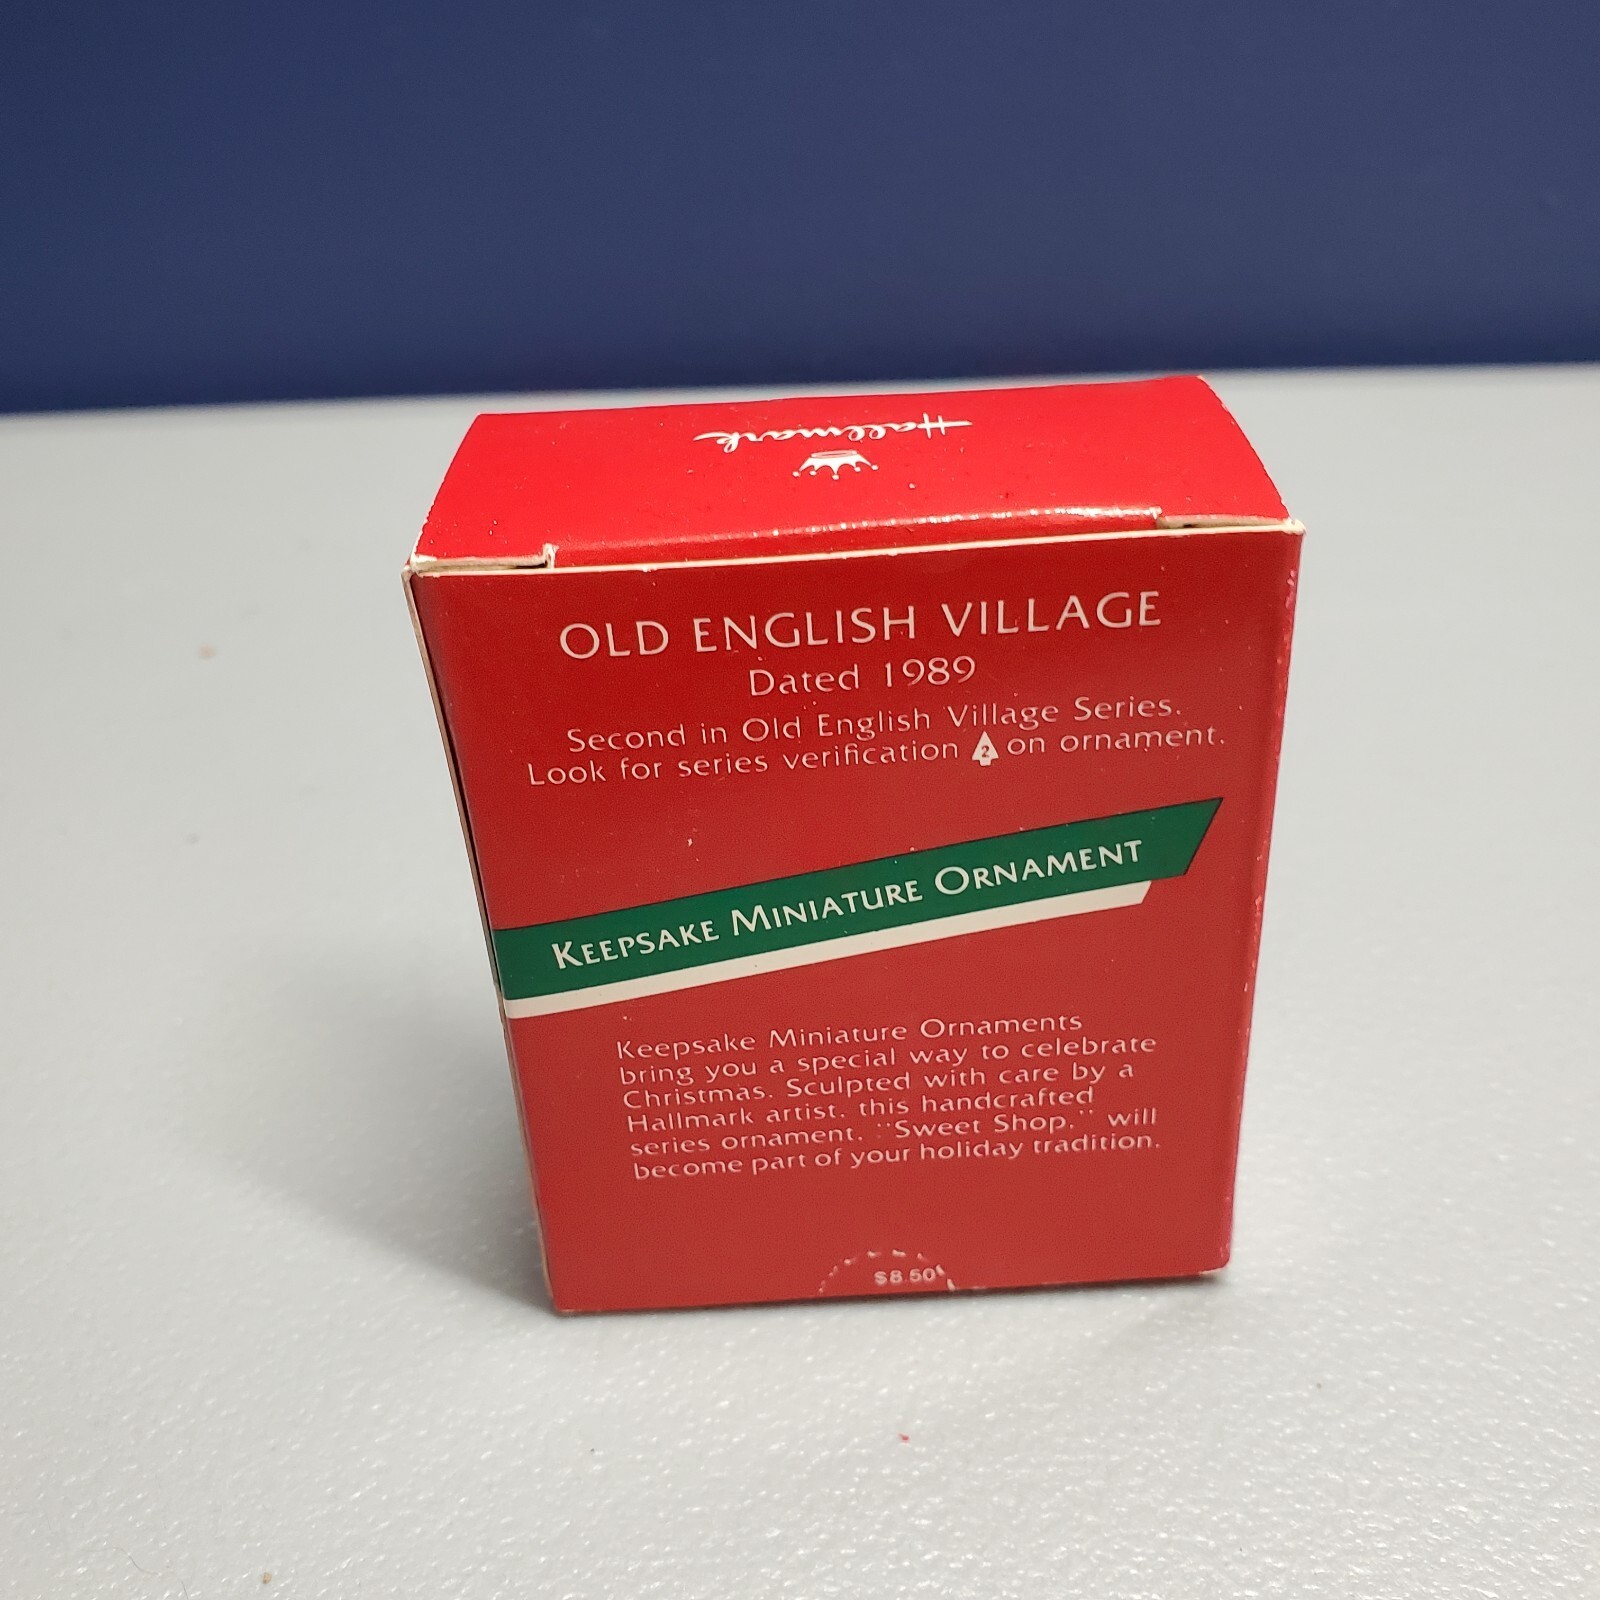 Hallmark
OLD ENGLISH VILLAGE
Dated 1989
Second in Old English Village Series.
Look for series verification 2 on ornament.
KEEPSAKE MINIATURE ORNAMENT
Keepsake Miniature Ornaments
bring you a special way to celebrate
Christmas. Sculpted with care by a
Hallmark artist, this handcrafted
series ornament, "Sweet Shop," will
become part of your holiday tradition.
$8.50